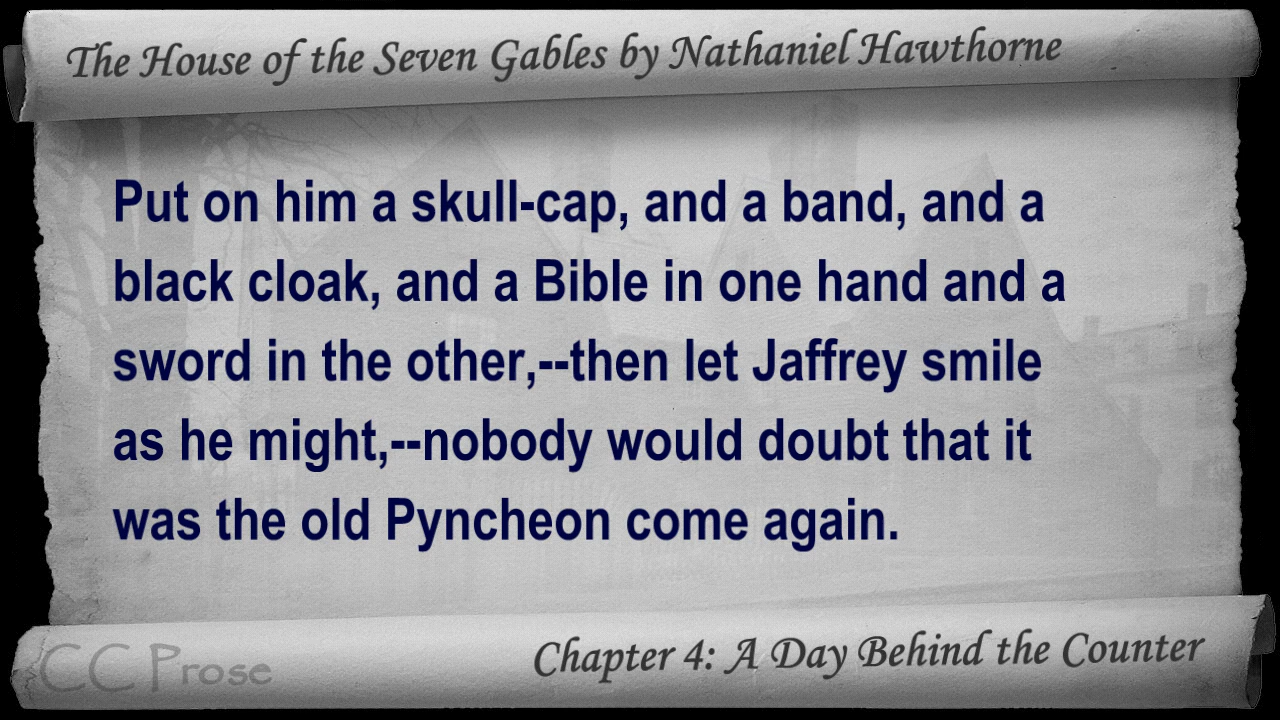 The House of the Seven Gables by Nathaniel Hawthorne
Put on him a skull-cap, and a band, and a
black cloak, and a Bible in one hand and a
sword in the other,--then let Jaffrey smile
as he might,--nobody would doubt that it
was the old Pyncheon come again.
CC Prose
Chapter 4: A Day Behind the Counter